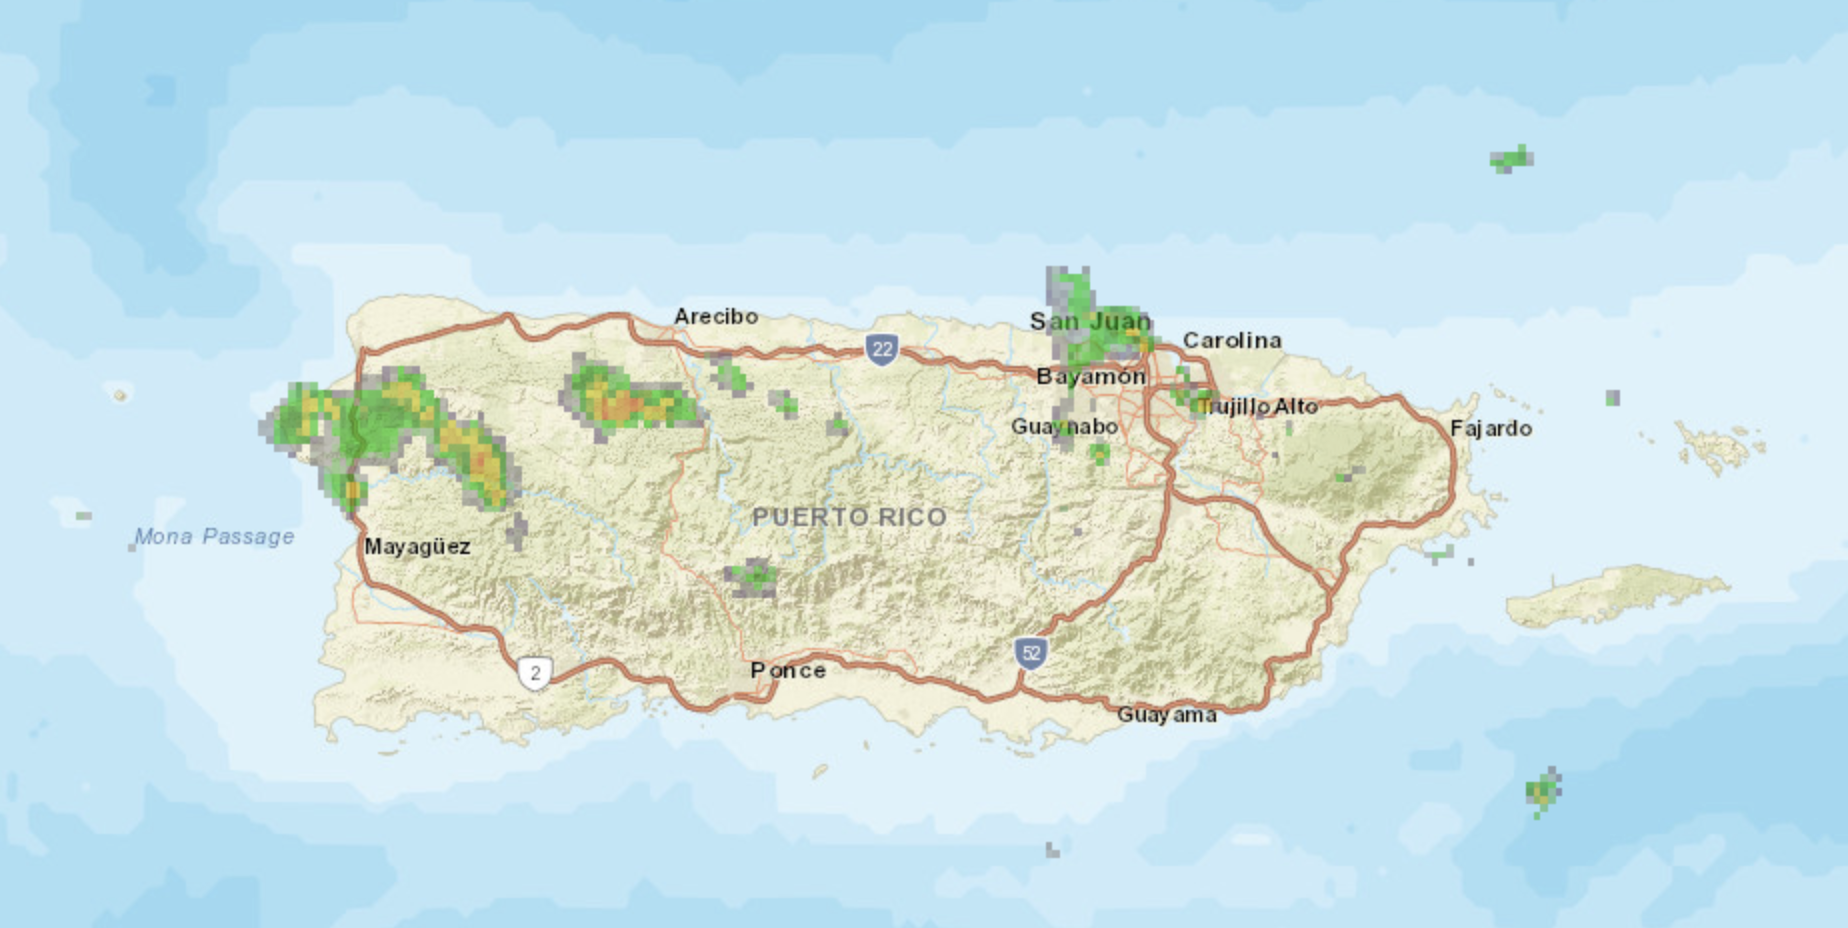 Arecibo
San Juan
Carolina
22
Bayamón
Trujillo Alto
Guaynabo
Fajardo
PUERTO RICO
Mona Passage
Mayagüez
52
2
Ponce
Guayama